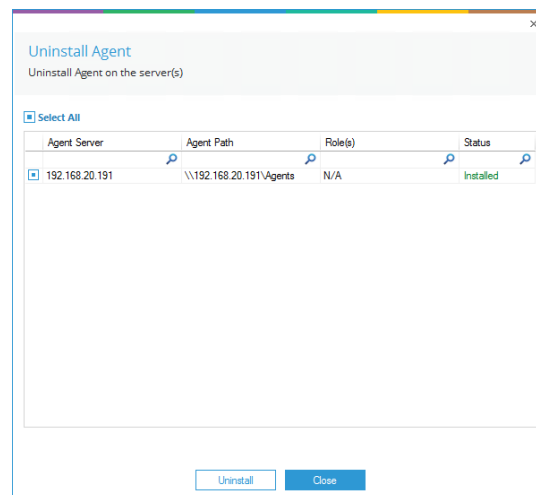 Uninstall Agent
Uninstall Agent on the server(s)
Select All
Agent Server Agent Path Role(s) Status
192.168.20.191 \\192.168.20.191\Agents N/A Installed
Uninstall Close